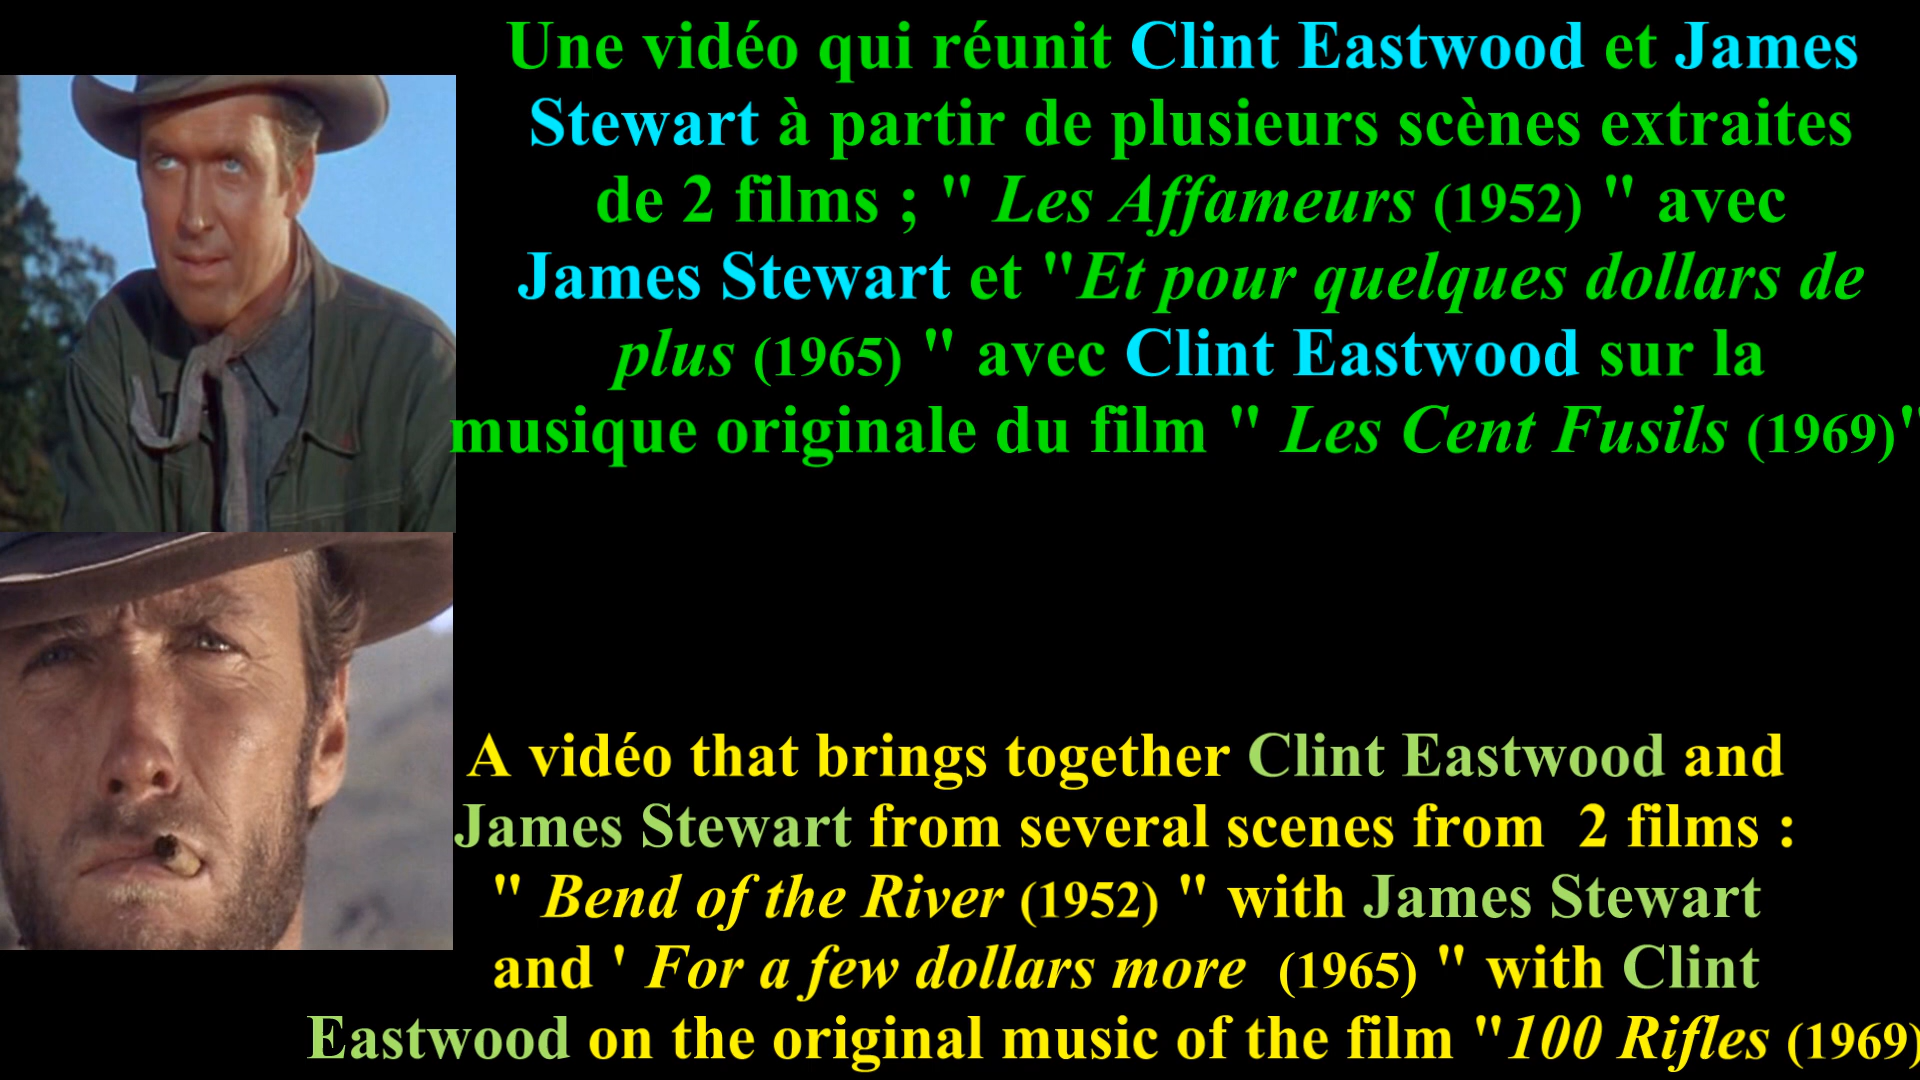 Une vidéo qui réunit Clint Eastwood et James
Stewart à partir de plusieurs scènes extraites
de 2 films ; " Les Affameurs (1952) " avec
James Stewart et "Et pour quelques dollars de
plus (1965) " avec Clint Eastwood sur la
musique originale du film " Les Cent Fusils (1969)"
A vidéo that brings together Clint Eastwood and
James Stewart from several scenes from 2 films :
" Bend of the River (1952) " with James Stewart
and ' For a few dollars more (1965) " with Clint
Eastwood on the original music of the film "100 Rifles (1969)